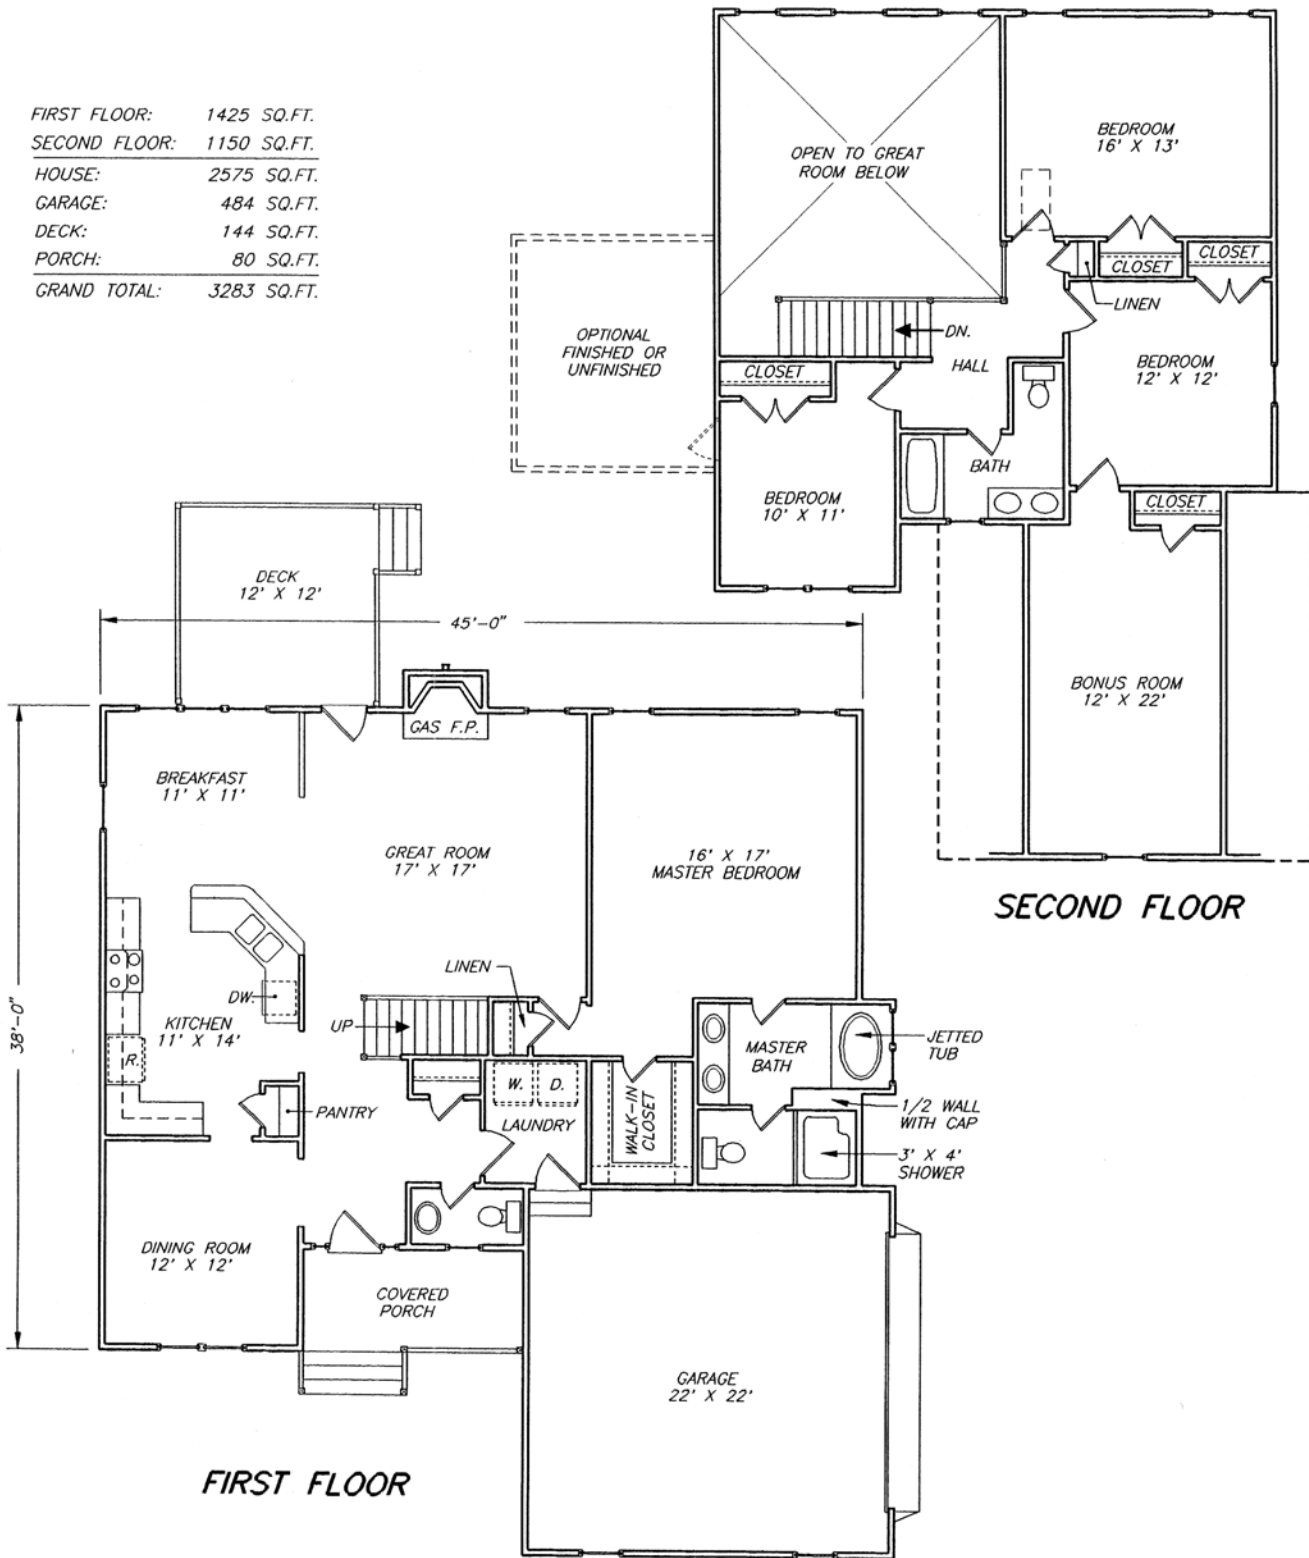 FIRST FLOOR: 1425 SQ.FT.
SECOND FLOOR: 1150 SQ.FT.
HOUSE: 2575 SQ.FT.
GARAGE: 484 SQ.FT.
DECK: 144 SQ.FT.
PORCH: 80 SQ.FT.
GRAND TOTAL: 3283 SQ.FT.
OPEN TO GREAT
ROOM BELOW
BEDROOM
16' X 13'
CLOSET
CLOSET
LINEN
OPTIONAL
FINISHED OR
UNFINISHED
DN.
HALL
CLOSET
BEDROOM
12' X 12'
BATH
BEDROOM
10' X 11'
CLOSET
BONUS ROOM
12' X 22'
SECOND FLOOR
DECK
12' X 12'
45'-0"
GAS F.P.
BREAKFAST
11' X 11'
GREAT ROOM
17' X 17'
16' X 17'
MASTER BEDROOM
LINEN
DW
38'-0"
KITCHEN
11' X 14'
R.
UP
MASTER
BATH
JETTED
TUB
W.
D.
PANTRY
LAUNDRY
WALK-IN
CLOSET
1/2 WALL
WITH CAP
3' X 4'
SHOWER
DINING ROOM
12' X 12'
COVERED
PORCH
GARAGE
22' X 22'
FIRST FLOOR